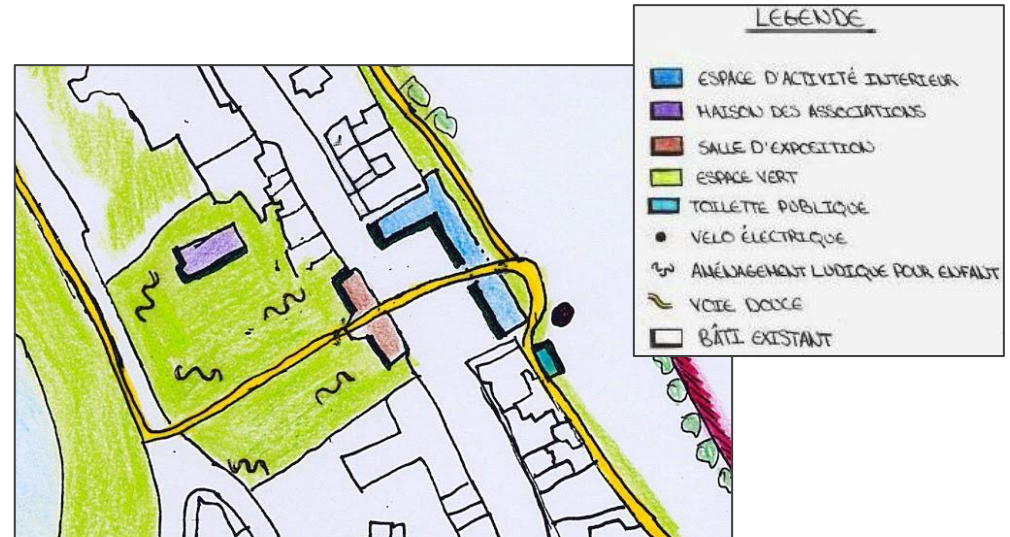 LEGENDE
ESPACE D'ACTIVITÉ INTERIEUR
MAISON DES ASSOCIATIONS
SALLE D'EXPOSITION
ESPACE VERT
TOILETTE PUBLIQUE
VELO ÉLECTRIQUE
AMÉNAGEMENT LUDIQUE POUR ENFANT
VOIE DOUCE
BÂTI EXISTANT